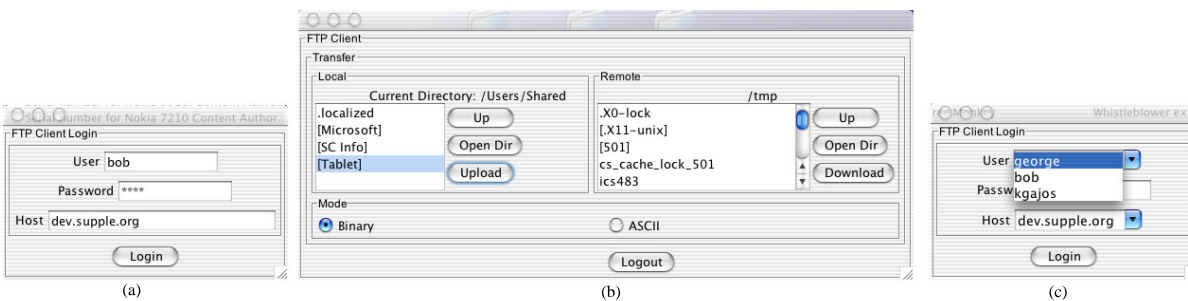 Serial Number for Nokia 7210 Content Author
FTP Client Login
User bob
Password ****
Host dev.supple.org
Login
(a)
FTP Client
Transfer
Local
Current Directory: /Users/Shared
.localized
[Microsoft]
[SC Info]
[Tablet]
Up
Open Dir
Upload
Remote
/tmp
.X0-lock
[.X11-unix]
[501]
cs_cache_lock_501
ics483
Up
Open Dir
Download
Mode
Binary
ASCII
Logout
(b)
Whistleblower ex
FTP Client Login
User george
bob
kgajos
Passw
Host dev.supple.org
Login
(c)